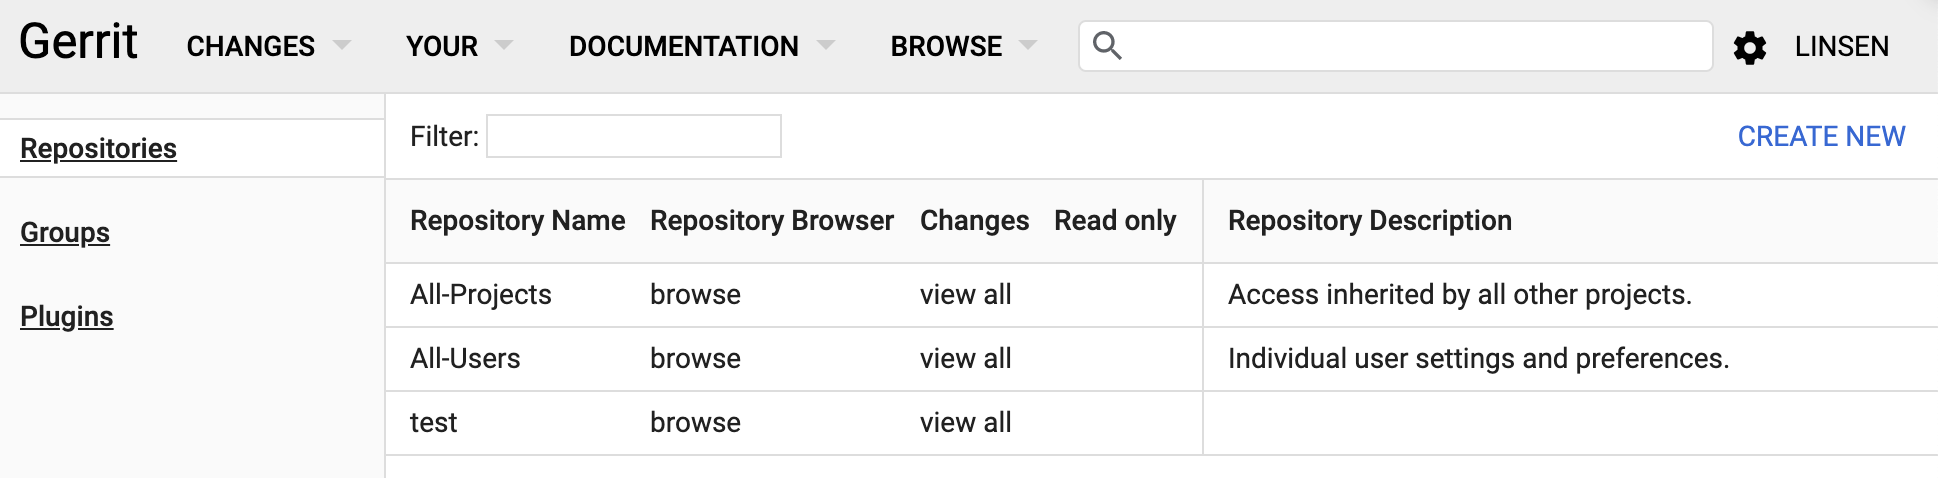 Gerrit CHANGES YOUR DOCUMENTATION BROWSE LINSEN
Repositories
Groups
Plugins
Filter: CREATE NEW
Repository Name Repository Browser Changes Read only Repository Description
All-Projects browse view all Access inherited by all other projects.
All-Users browse view all Individual user settings and preferences.
test browse view all